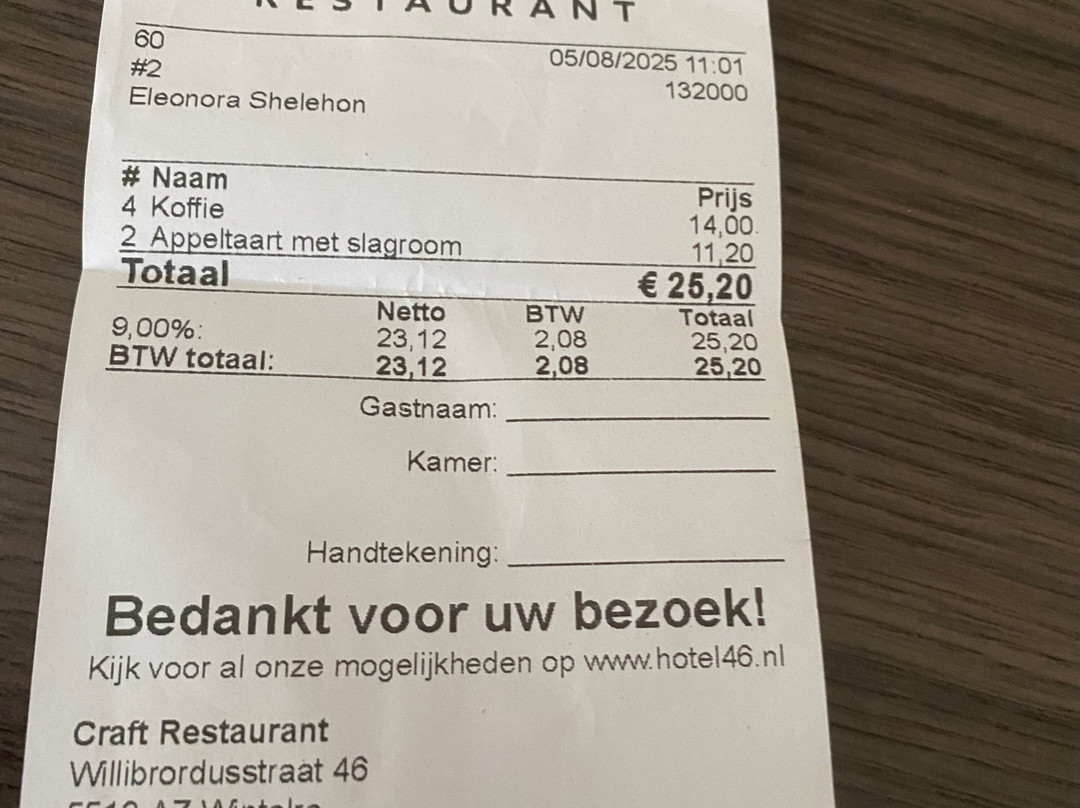 RESTAURANT
60
05/08/2025 11:01
#2
132000
Eleonora Shelehon
# Naam Prijs
4 Koffie 14,00
2 Appeltaart met slagroom 11,20
Totaal € 25,20
Netto BTW Totaal
9,00%: 23,12 2,08 25,20
BTW totaal: 23,12 2,08 25,20
Gastnaam:
Kamer:
Handtekening:
Bedankt voor uw bezoek!
Kijk voor al onze mogelijkheden op www.hotel46.nl
Craft Restaurant
Willibrordusstraat 46